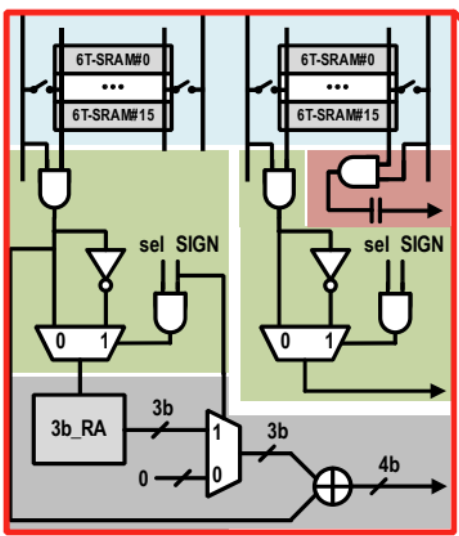 6T-SRAM#0 6T-SRAM#0
••• •••
6T-SRAM#15 6T-SRAM#15
sel SIGN sel SIGN
0 1 0 1
3b_RA 3b 1 3b 4b
0 0